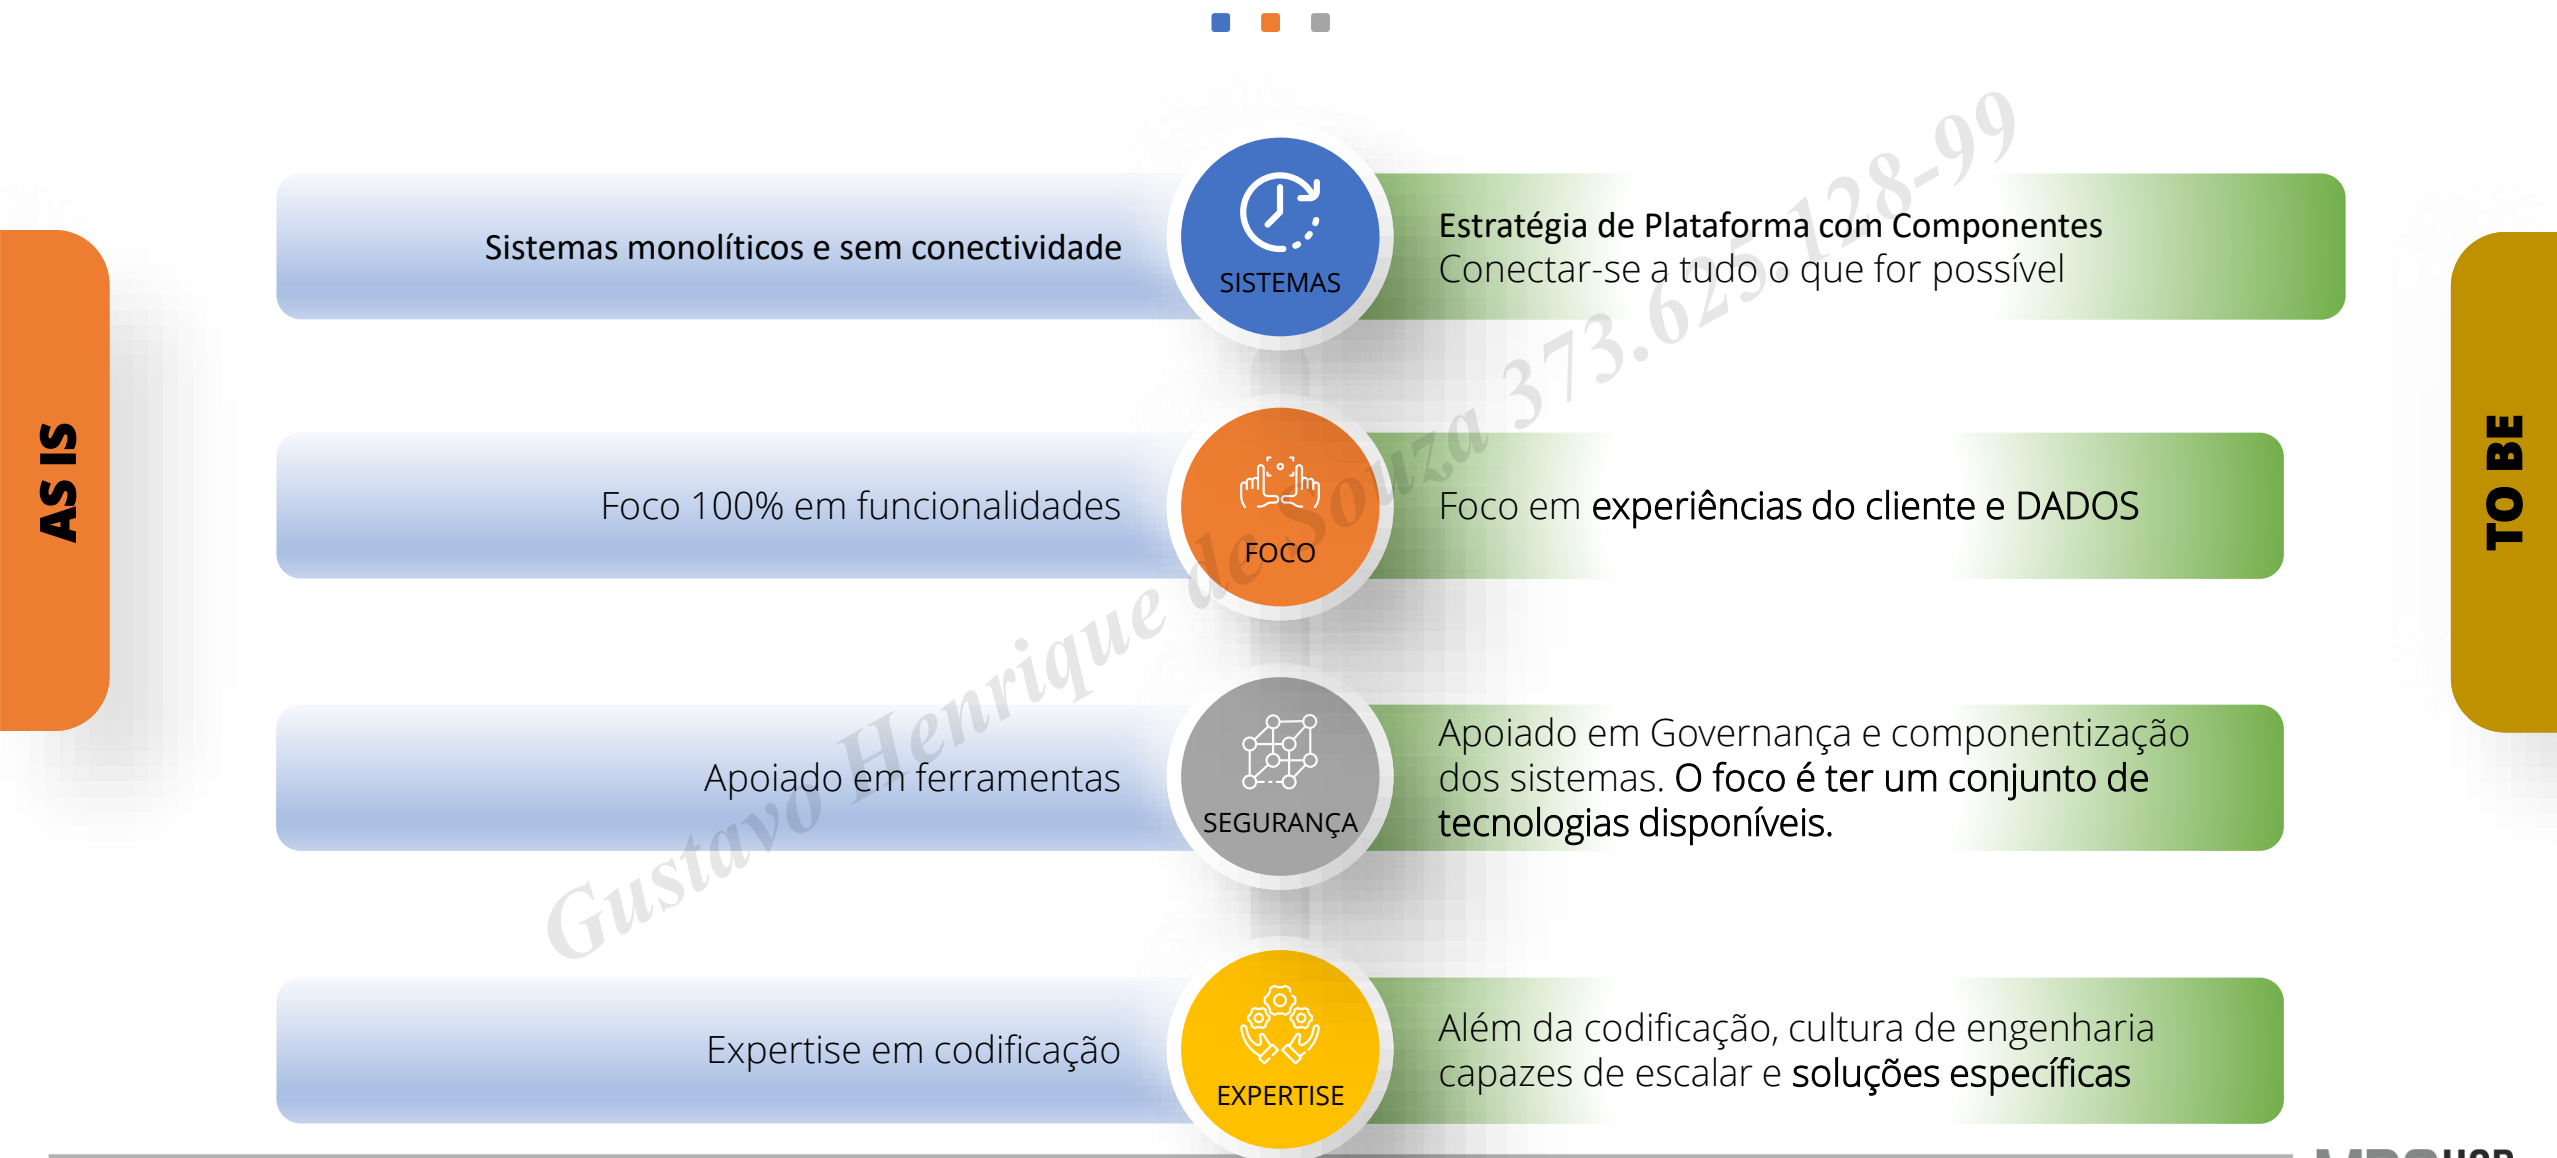 AS IS
TO BE
Sistemas monolíticos e sem conectividade
SISTEMAS
Estratégia de Plataforma com Componentes
Conectar-se a tudo o que for possível
Foco 100% em funcionalidades
FOCO
Foco em experiências do cliente e DADOS
Apoiado em ferramentas
SEGURANÇA
Apoiado em Governança e componentização
dos sistemas. O foco é ter um conjunto de
tecnologias disponíveis.
Expertise em codificação
EXPERTISE
Além da codificação, cultura de engenharia
capazes de escalar e soluções específicas
Gustavo Henrique de Souza 373.625.128-99